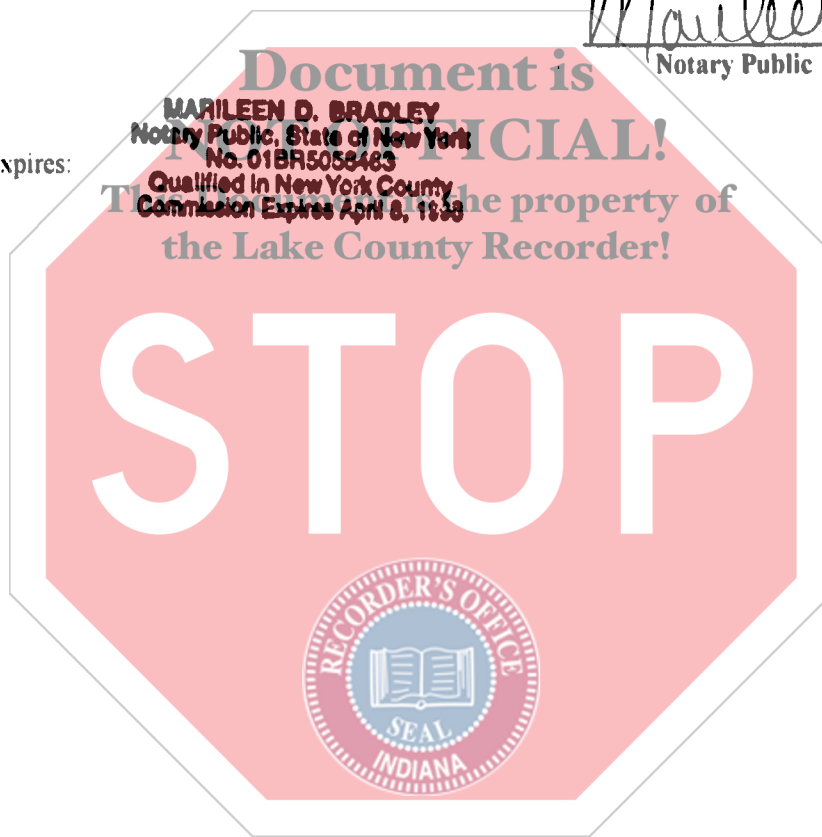 Notary Public
Document is
MARILEEN D. BRADLEY
Notary Public, State of New York
NOT OFFICIAL!
No. 01BR5058463
xpires:
Qualified in New York County
This Document is the property of
Commission Expires April 8,
the Lake County Recorder!
STOP
RECORDER'S OFFICE
SEAL
INDIANA